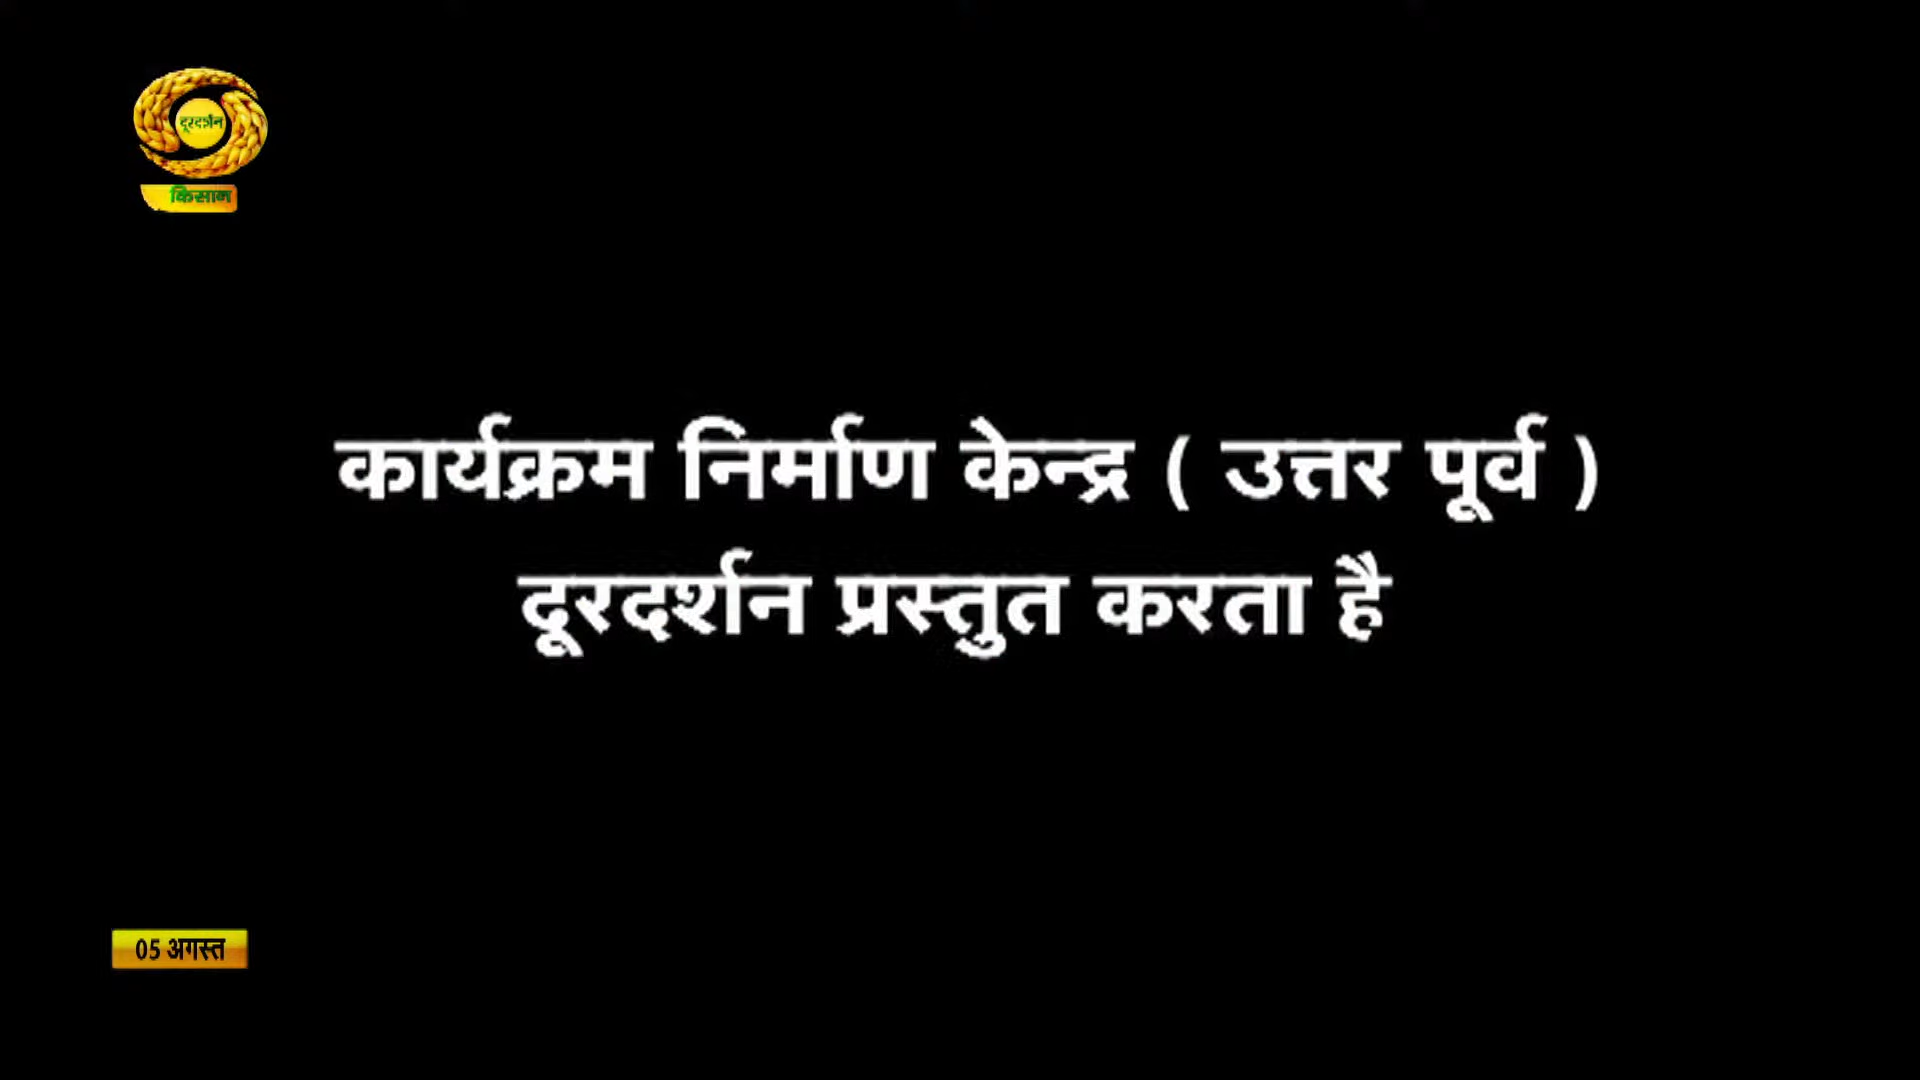 दूरदर्शन
किसान
कार्यक्रम निर्माण केन्द्र ( उत्तर पूर्व )
दूरदर्शन प्रस्तुत करता है
05 अगस्त